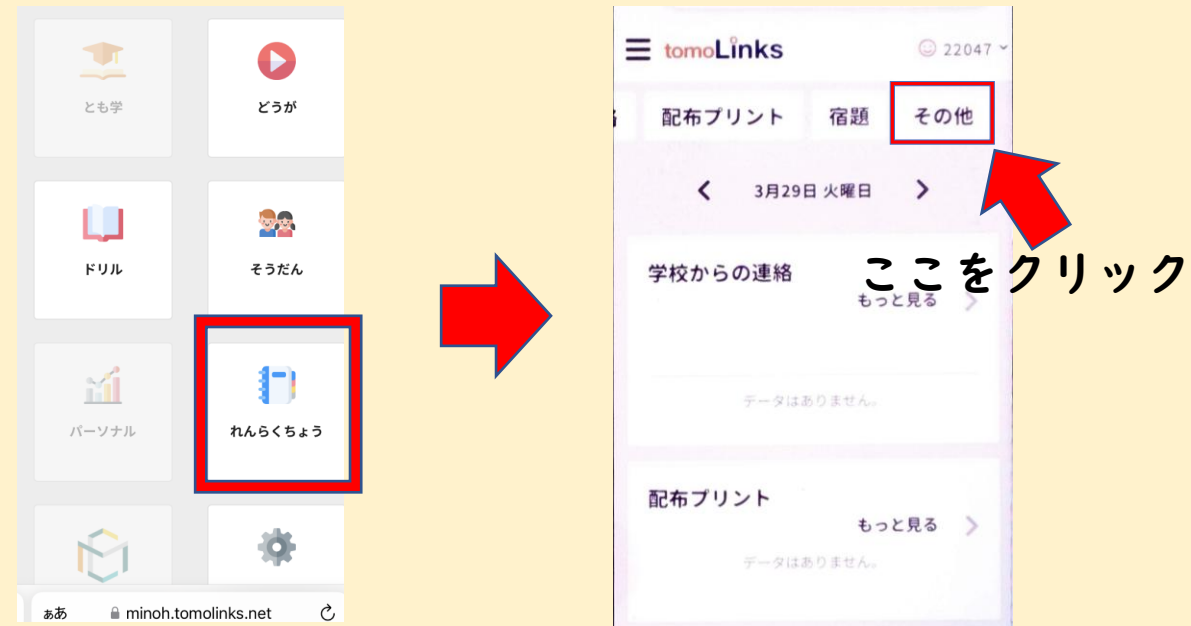 とも学
どうが
ドリル
そうだん
パーソナル
れんらくちょう
ぁあ minoh.tomolinks.net
tomoLinks
22047
配布プリント 宿題 その他
3月29日 火曜日
ここをクリック
学校からの連絡
もっと見る
データはありません。
配布プリント
もっと見る
データはありません。